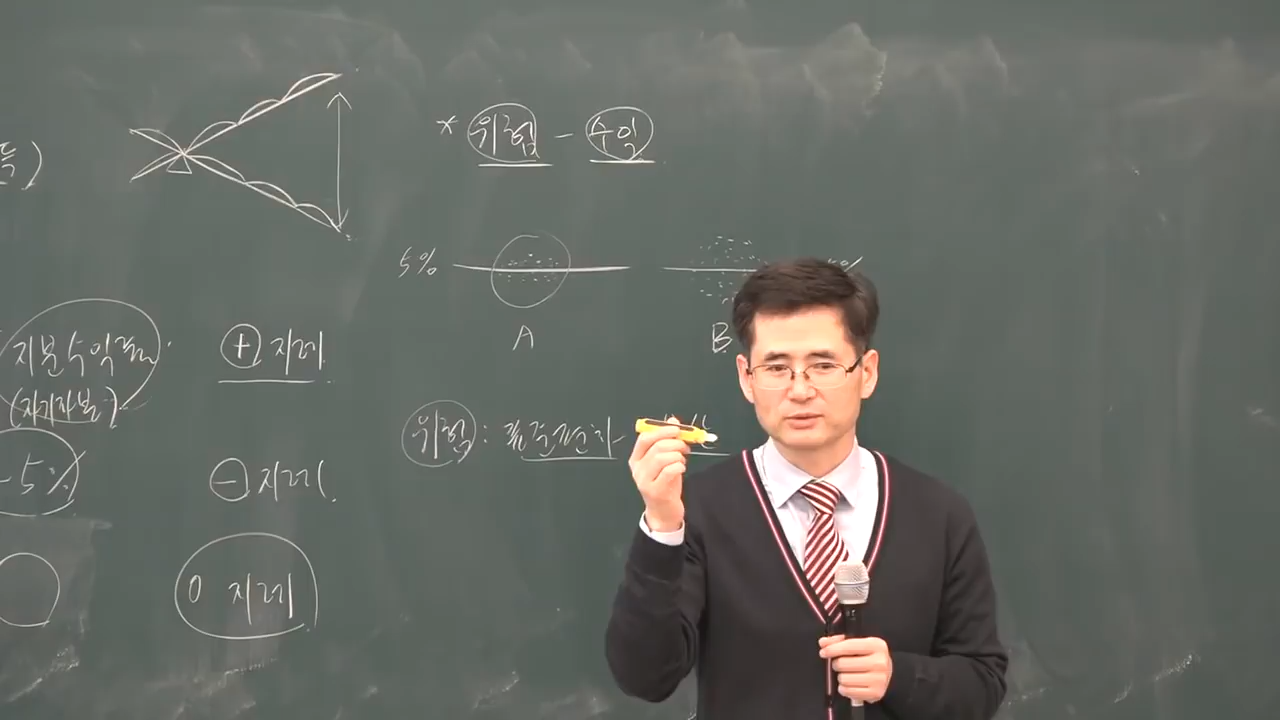 * 위험 - 수익
5%
A
B
지분수익률
(자기자본)
-5%
+ 지레
- 지레
0 지레
위험 : 표준편차 -